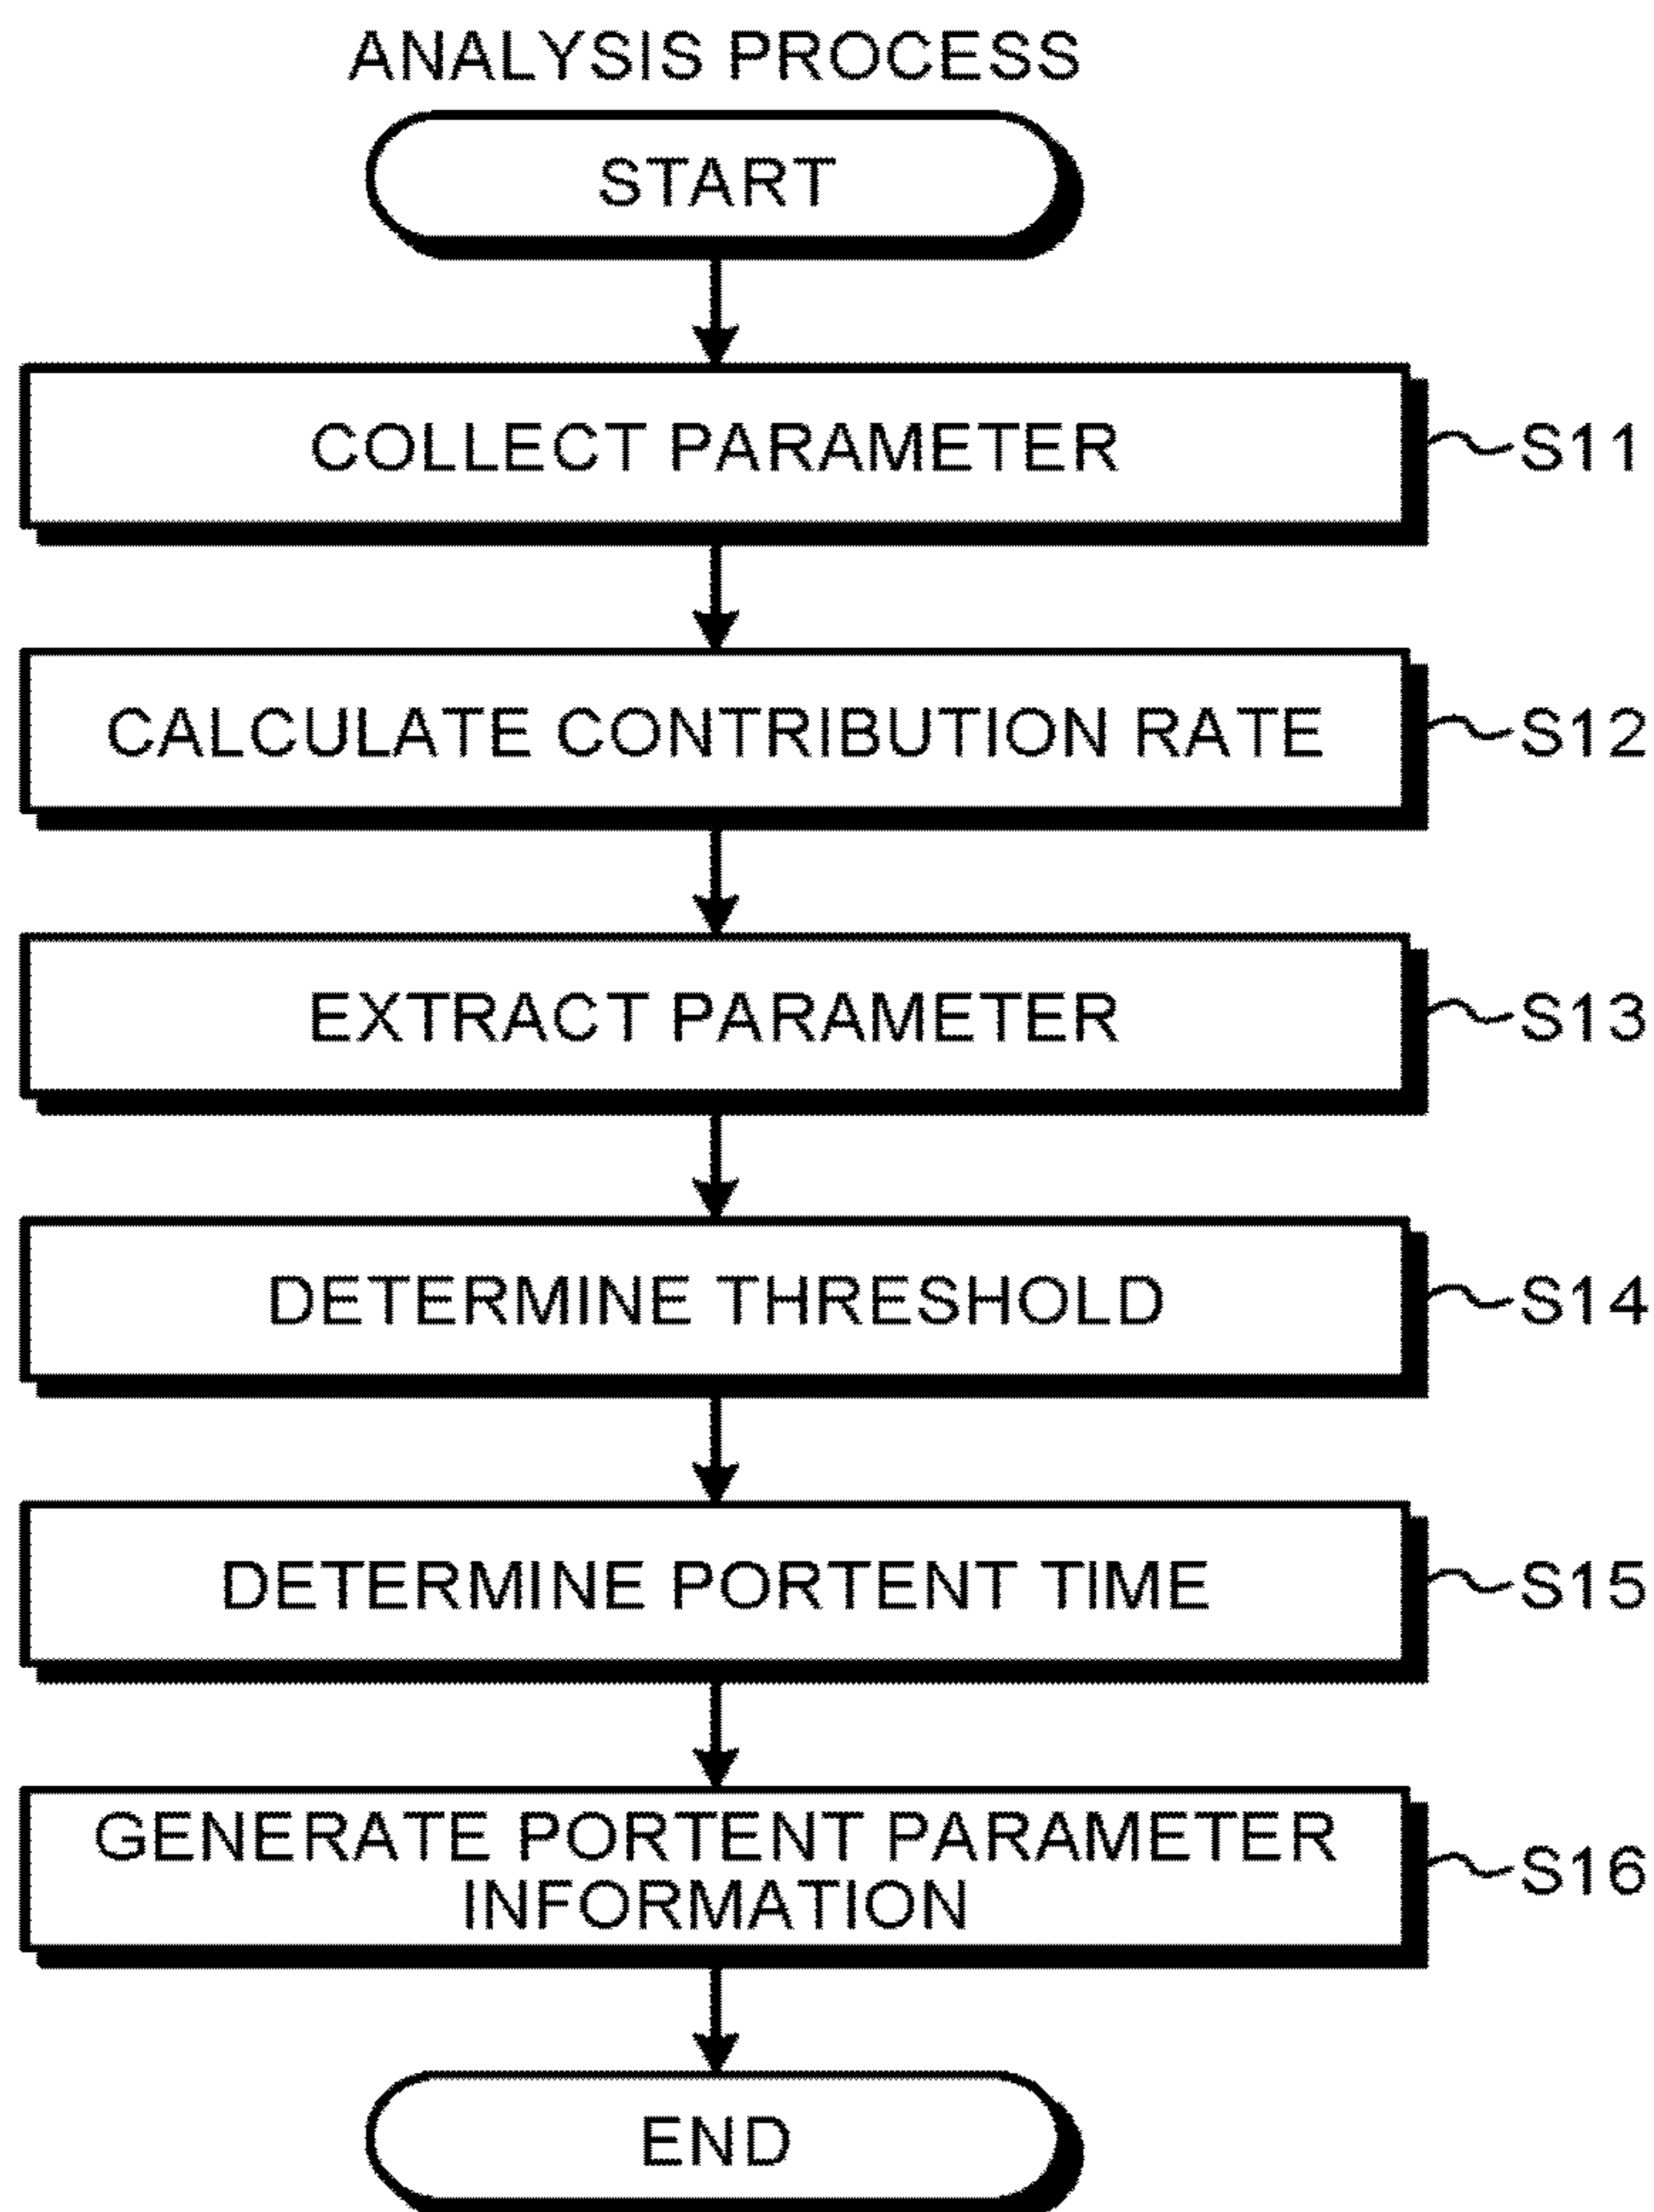 ANALYSIS PROCESS
START
COLLECT PARAMETER
S11
CALCULATE CONTRIBUTION RATE
S12
EXTRACT PARAMETER
S13
DETERMINE THRESHOLD
S14
DETERMINE PORTENT TIME
S15
GENERATE PORTENT PARAMETER
INFORMATION
S16
END